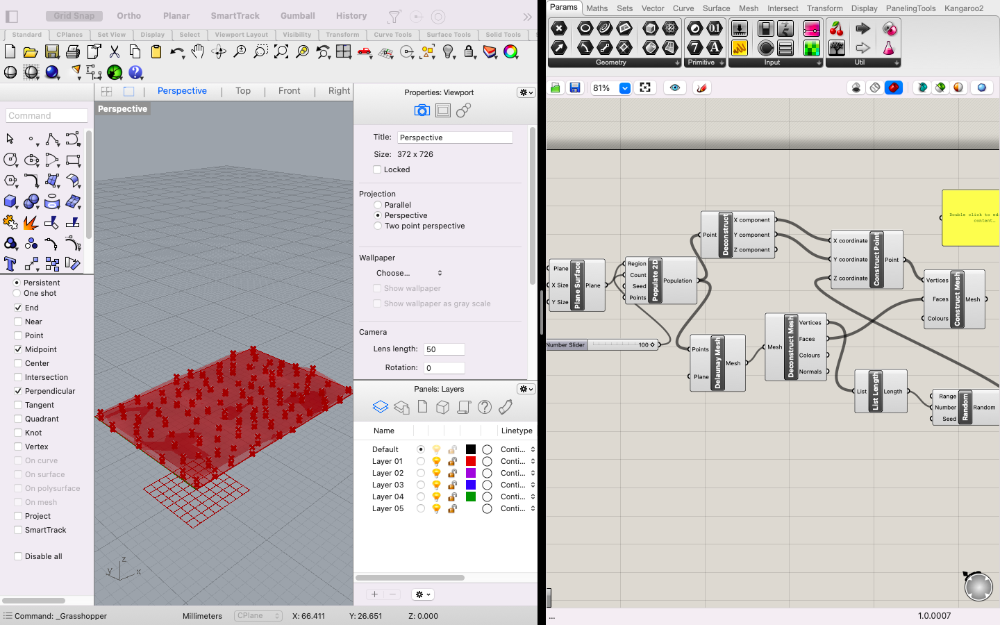 Grid Snap Ortho Planar SmartTrack Gumball History
Standard CPlanes Set View Display Select Viewport Layout Visibility Transform Curve Tools Surface Tools Solid Tools
Perspective Top Front Right
Perspective
Command
Persistent
One shot
End
Near
Point
Midpoint
Center
Intersection
Perpendicular
Tangent
Quadrant
Knot
Vertex
On curve
On surface
On polysurface
On mesh
Project
SmartTrack
Disable all
z
y
x
Properties: Viewport
Title: Perspective
Size: 372 x 726
Locked
Projection
Parallel
Perspective
Two point perspective
Wallpaper
Choose...
Show wallpaper
Show wallpaper as gray scale
Camera
Lens length: 50
Rotation: 0
Panels: Layers
Name Linetype
Default Conti...
Layer 01 Conti...
Layer 02 Conti...
Layer 03 Conti...
Layer 04 Conti...
Layer 05 Conti...
Command: _Grasshopper Millimeters CPlane X: 66.411 Y: 26.651 Z: 0.000
Params Maths Sets Vector Curve Surface Mesh Intersect Transform Display PanelingTools Kangaroo2
0.1
7 A
Geometry Primitive Input Util
81%
Double click to ed
content…
Plane
X Size
Y Size
Plane Surface
Plane
Number Slider
100
Region
Count
Seed
Points
Populate 2D
Population
Point
Deconstruct
X component
Y component
Z component
Points
Plane
Delaunay Mesh
Mesh
Mesh
Deconstruct Mesh
Vertices
Faces
Colours
Normals
X coordinate
Y coordinate
Z coordinate
Construct Point
Point
Vertices
Faces
Colours
Construct Mesh
Mesh
List
List Length
Length
Range
Number
Seed
Random
Random
... 1.0.0007